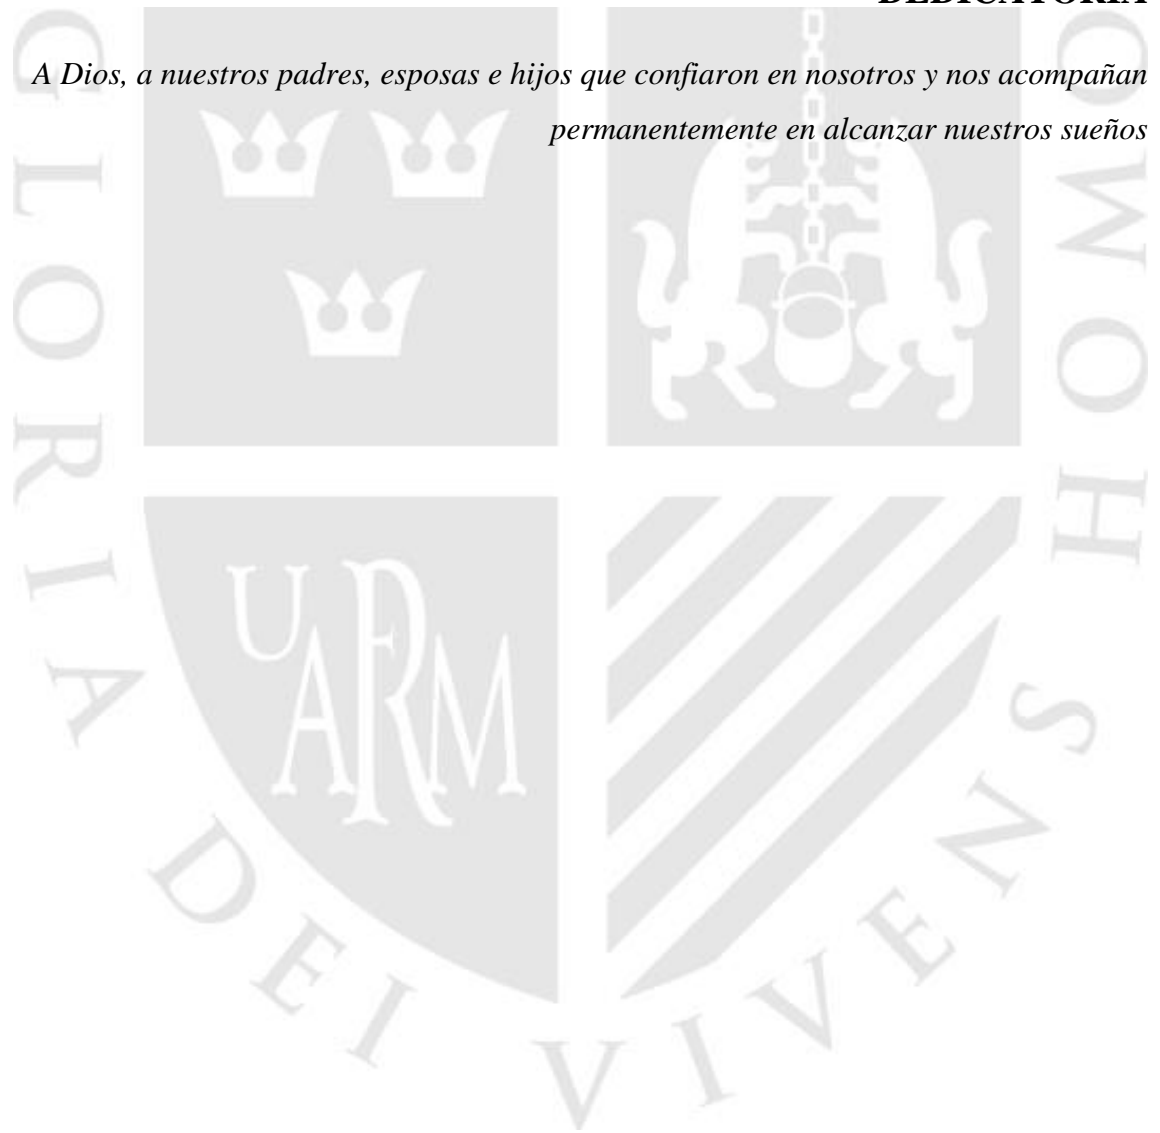 DEDICATORIA
A Dios, a nuestros padres, esposas e hijos que confiaron en nosotros y nos acompañan
permanentemente en alcanzar nuestros sueños
GLORIA DEI VIVENS HOMO
UARM